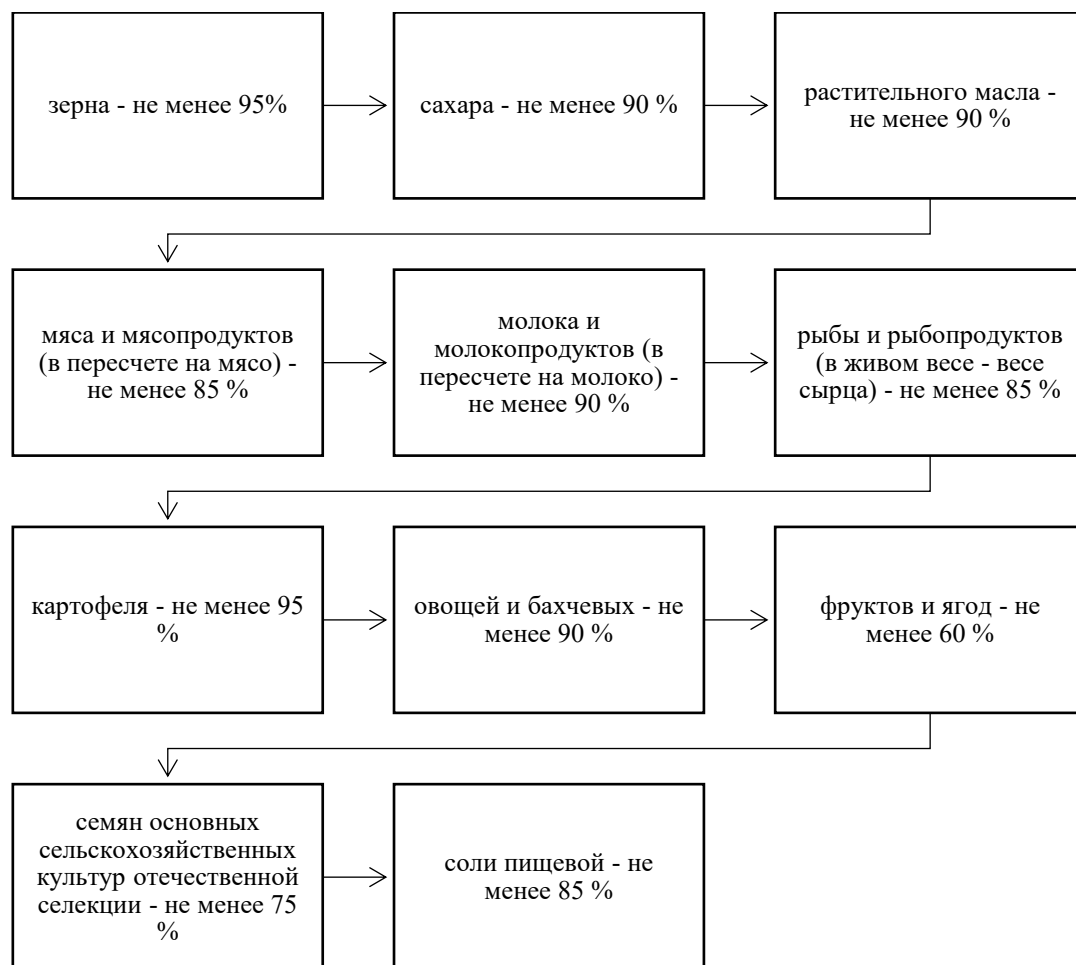 зерна - не менее 95%
сахара - не менее 90 %
растительного масла -
не менее 90 %
мяса и мясопродуктов
(в пересчете на мясо) -
не менее 85 %
молока и
молокопродуктов (в
пересчете на молоко) -
не менее 90 %
рыбы и рыбопродуктов
(в живом весе - весе
сырца) - не менее 85 %
картофеля - не менее 95
%
овощей и бахчевых - не
менее 90 %
фруктов и ягод - не
менее 60 %
семян основных
сельскохозяйственных
культур отечественной
селекции - не менее 75
%
соли пищевой - не
менее 85 %